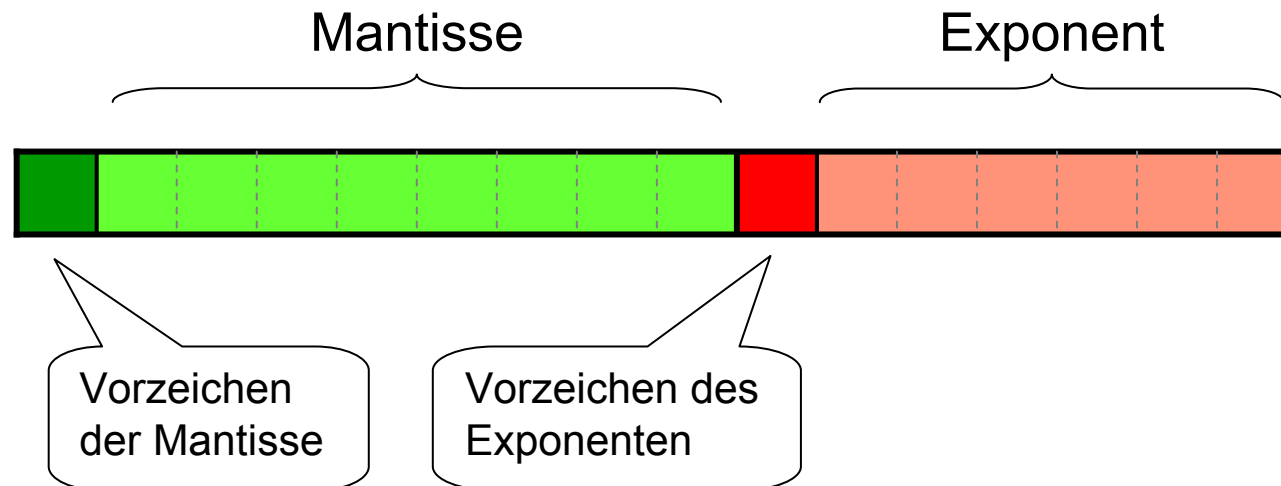 Mantisse
Exponent
Vorzeichen
der Mantisse
Vorzeichen des
Exponenten